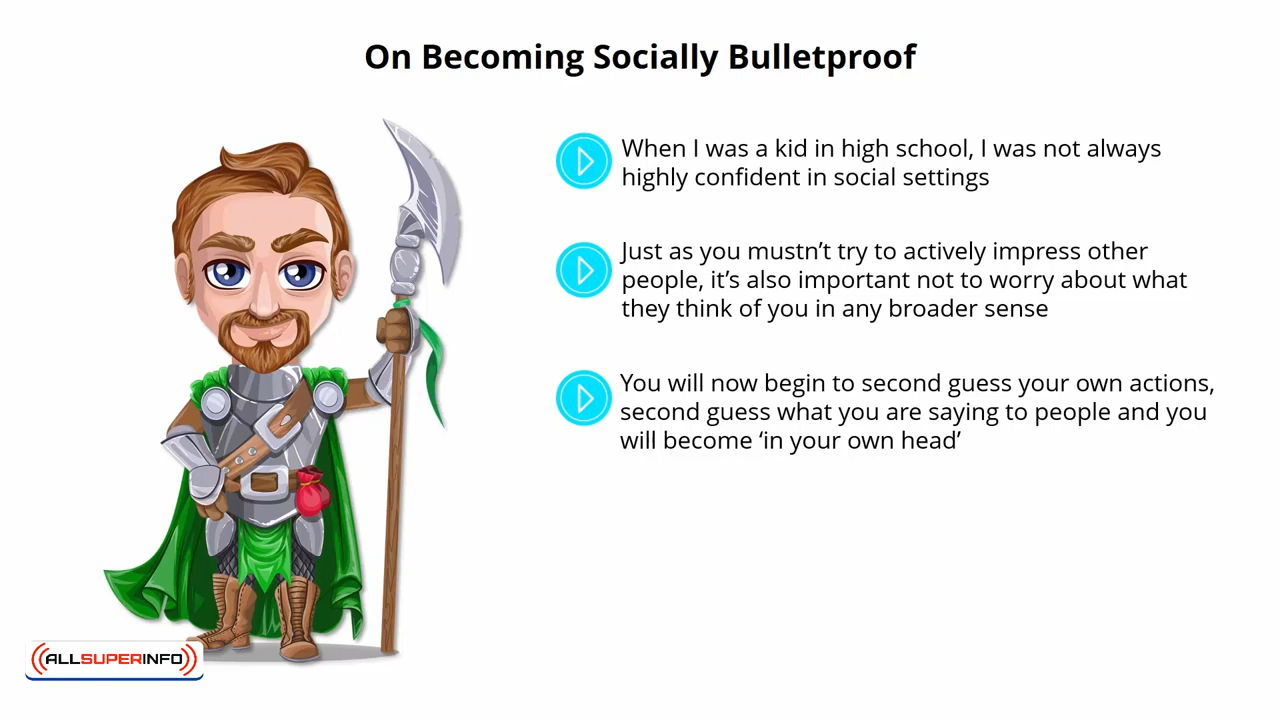 On Becoming Socially Bulletproof
When I was a kid in high school, I was not always
highly confident in social settings
Just as you mustn’t try to actively impress other
people, it’s also important not to worry about what
they think of you in any broader sense
You will now begin to second guess your own actions,
second guess what you are saying to people and you
will become ‘in your own head’
ALLSUPERINFO